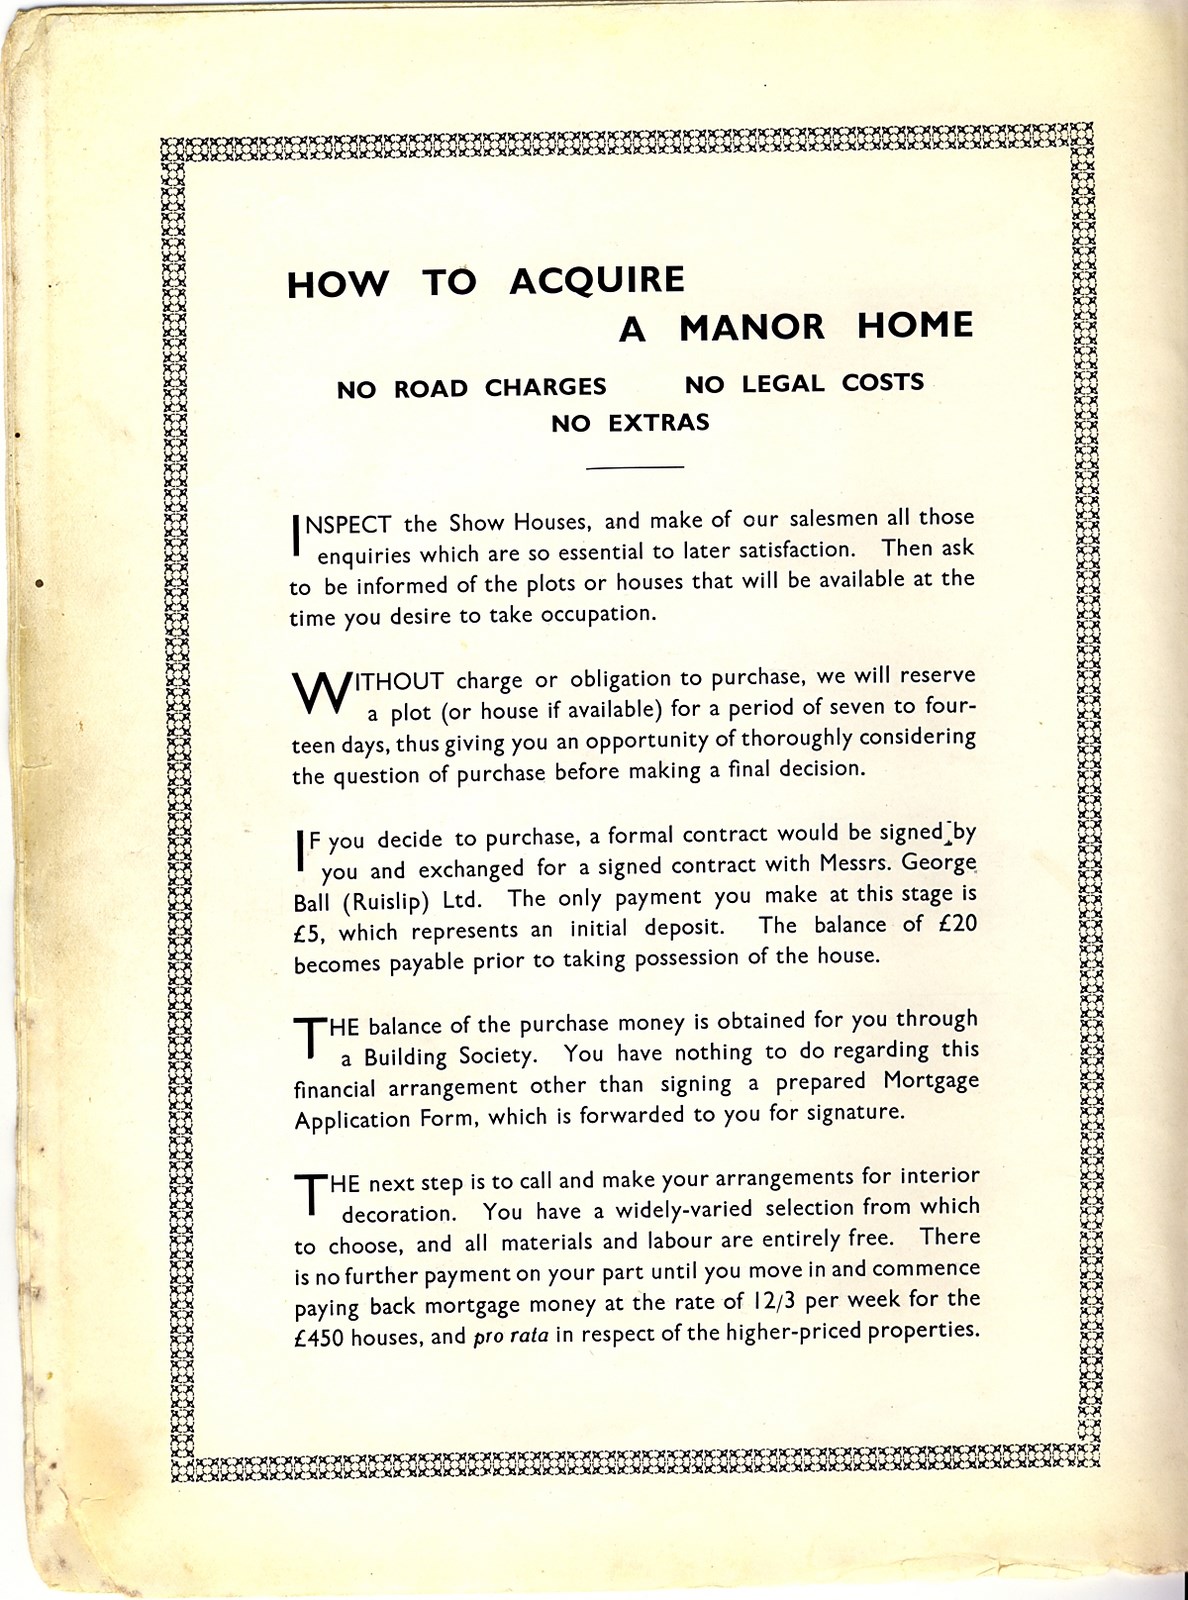 HOW TO ACQUIRE
A MANOR HOME
NO ROAD CHARGES NO LEGAL COSTS
NO EXTRAS
INSPECT the Show Houses, and make of our salesmen all those
enquiries which are so essential to later satisfaction. Then ask
to be informed of the plots or houses that will be available at the
time you desire to take occupation.
WITHOUT charge or obligation to purchase, we will reserve
a plot (or house if available) for a period of seven to four-
teen days, thus giving you an opportunity of thoroughly considering
the question of purchase before making a final decision.
IF you decide to purchase, a formal contract would be signed by
you and exchanged for a signed contract with Messrs. George
Ball (Ruislip) Ltd. The only payment you make at this stage is
£5, which represents an initial deposit. The balance of £20
becomes payable prior to taking possession of the house.
THE balance of the purchase money is obtained for you through
a Building Society. You have nothing to do regarding this
financial arrangement other than signing a prepared Mortgage
Application Form, which is forwarded to you for signature.
THE next step is to call and make your arrangements for interior
decoration. You have a widely-varied selection from which
to choose, and all materials and labour are entirely free. There
is no further payment on your part until you move in and commence
paying back mortgage money at the rate of 12/3 per week for the
£450 houses, and pro rata in respect of the higher-priced properties.